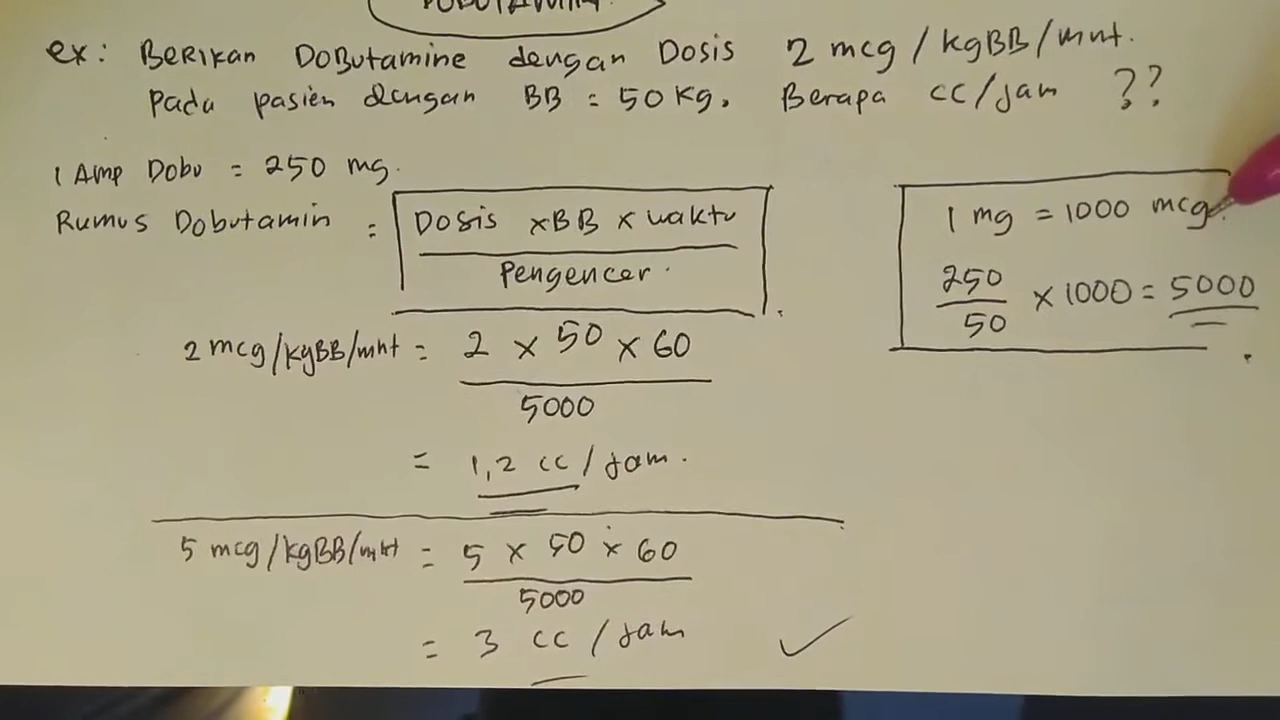 ex: Berikan Dobutamine dengan Dosis 2 mcg/kgBB/mnt.
Pada pasien dengan BB = 50 Kg. Berapa cc/jam ??
1 Amp Dobu = 250 mg.
Rumus Dobutamin = Dosis x BB x waktu
Pengencer.
2 mcg/kgBB/mnt = 2 x 50 x 60
5000
= 1,2 cc/jam.
5 mcg/kgBB/mnt = 5 x 50 x 60
5000
= 3 cc/jam ✓
1 mg = 1000 mcg.
250
50
x 1000 = 5000